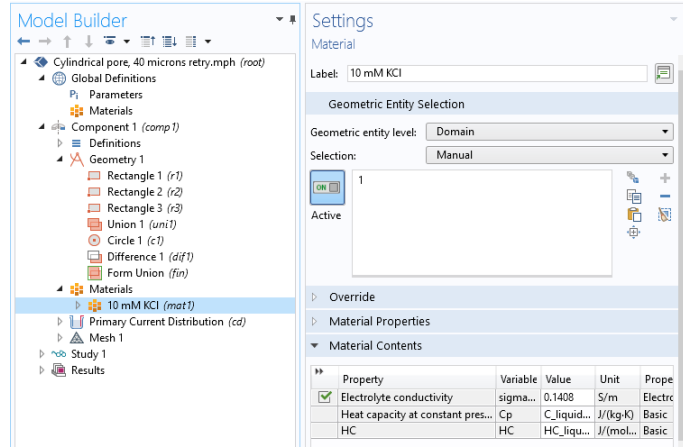 Model Builder
Cylindrical pore, 40 microns retry.mph (root)
Global Definitions
Pi Parameters
Materials
Component 1 (comp1)
Definitions
Geometry 1
Rectangle 1 (r1)
Rectangle 2 (r2)
Rectangle 3 (r3)
Union 1 (uni1)
Circle 1 (c1)
Difference 1 (dif1)
Form Union (fin)
Materials
10 mM KCl (mat1)
Primary Current Distribution (cd)
Mesh 1
Study 1
Results
Settings
Material
Label: 10 mM KCl
Geometric Entity Selection
Geometric entity level: Domain
Selection: Manual
ON
Active
1
Override
Material Properties
Material Contents
Property Variable Value Unit Prope
Electrolyte conductivity sigma... 0.1408 S/m Electro
Heat capacity at constant pres... Cp C_liquid... J/(kg·K) Basic
HC HC HC_liqu... J/(mol... Basic